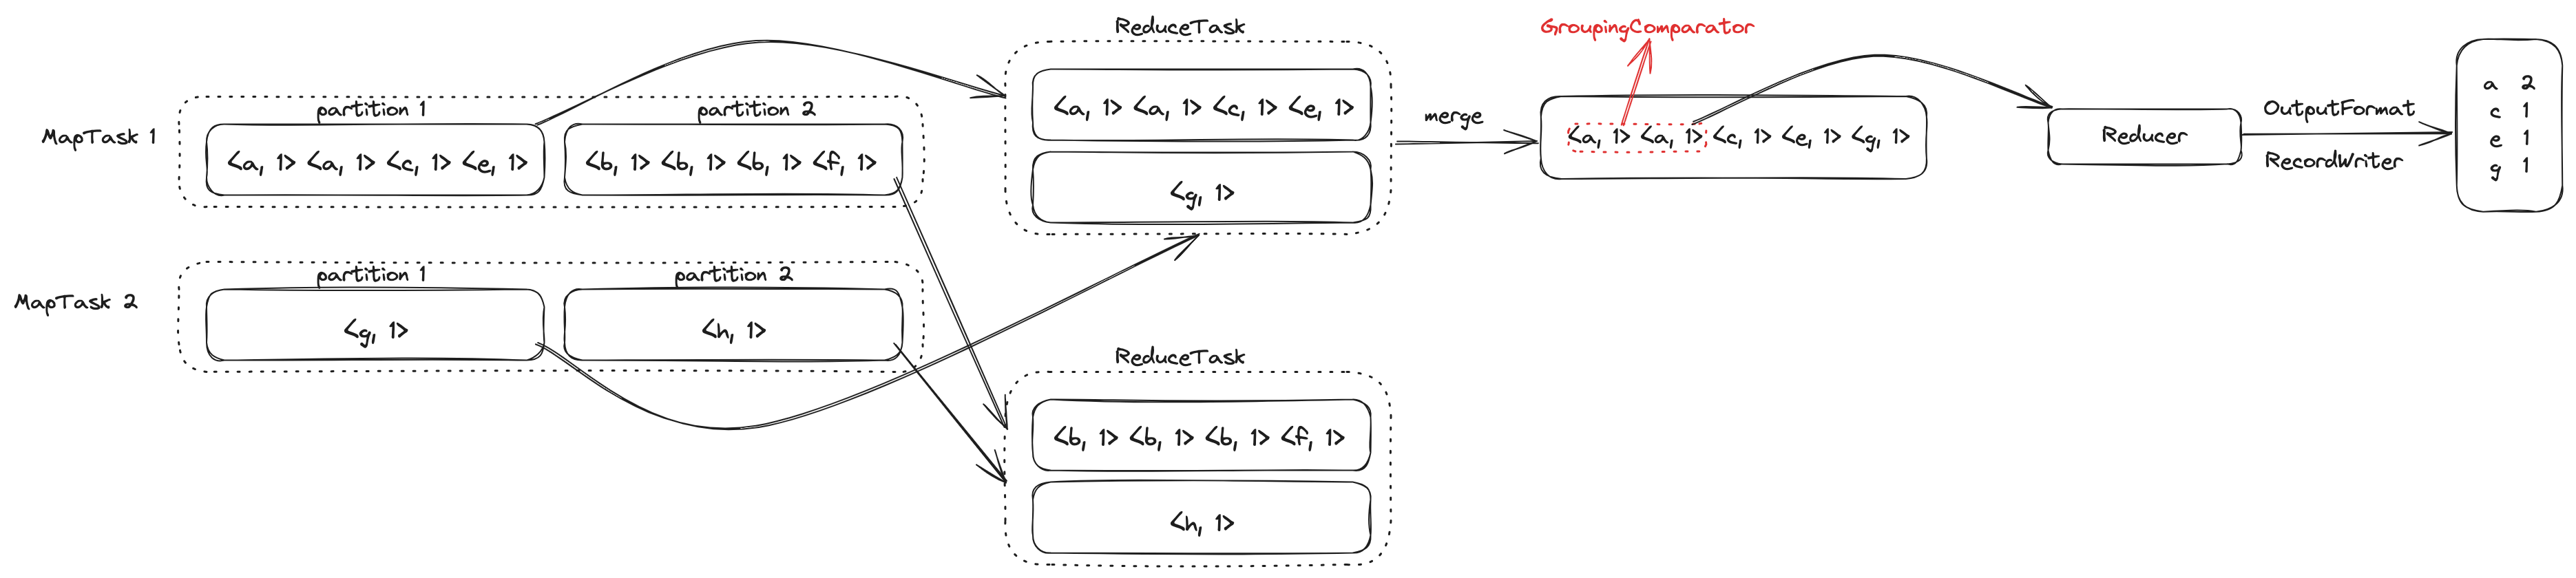 MapTask 1
partition 1
<a, 1> <a, 1> <c, 1> <e, 1>
partition 2
<b, 1> <b, 1> <b, 1> <f, 1>
MapTask 2
partition 1
<g, 1>
partition 2
<h, 1>
ReduceTask
<a, 1> <a, 1> <c, 1> <e, 1>
<g, 1>
ReduceTask
<b, 1> <b, 1> <b, 1> <f, 1>
<h, 1>
merge
GroupingComparator
<a, 1> <a, 1> <c, 1> <e, 1> <g, 1>
Reducer
OutputFormat
RecordWriter
a 2
c 1
e 1
g 1